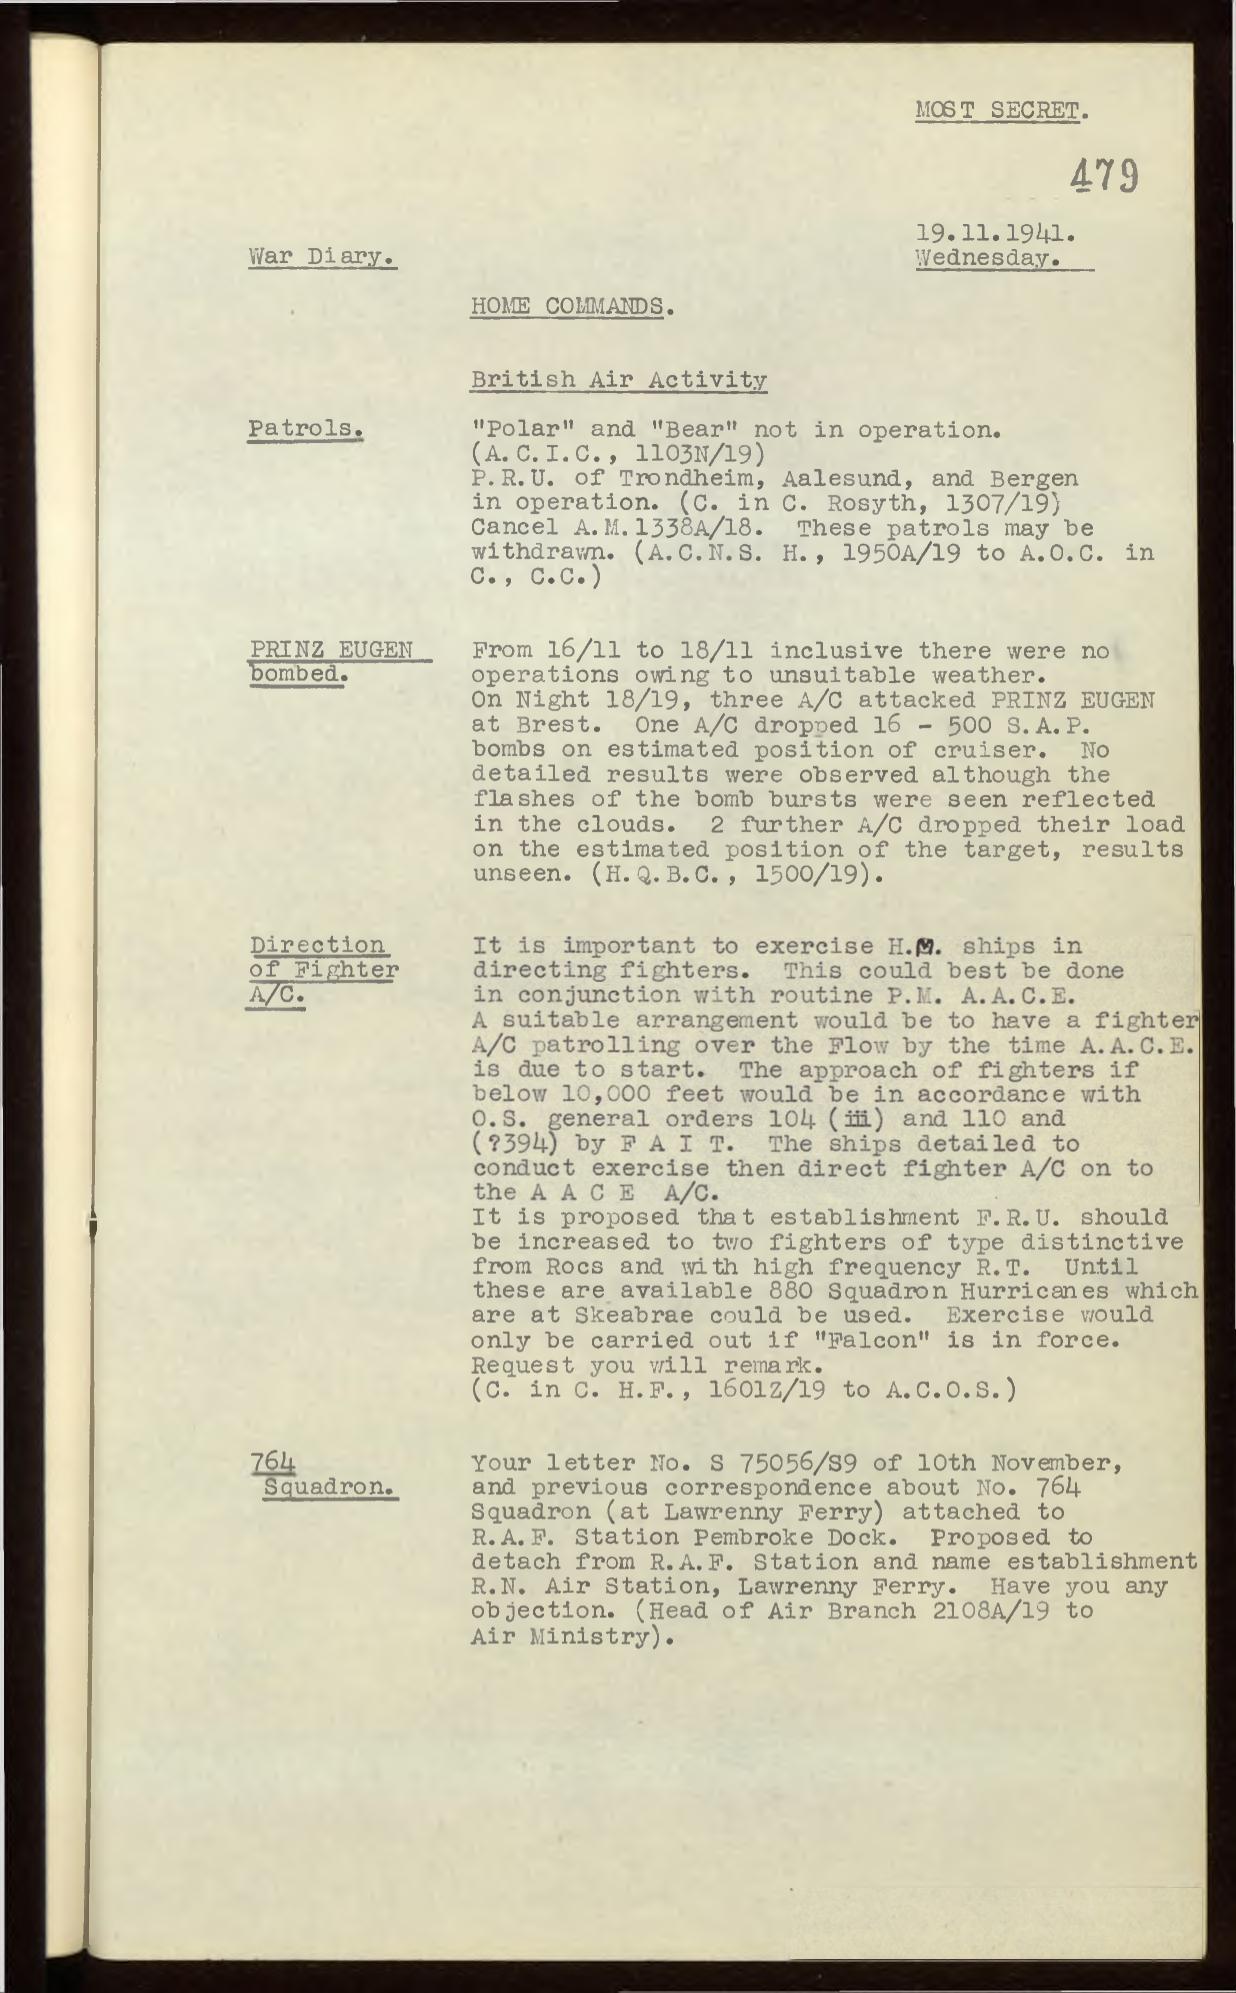 MOST SECRET.
479
19.11.1941.
War Diary.
Wednesday.
HOME COMMANDS.
British Air Activity
Patrols.
"Polar" and "Bear" not in operation.
(A.C.I.C., 1103N/19)
P.R.U. of Trondheim, Aalesund, and Bergen
in operation. (C. in C. Rosyth, 1307/19)
Cancel A.M.1338A/18. These patrols may be
withdrawn. (A.C.N.S. H., 1950A/19 to A.O.C. in
C., C.C.)
PRINZ EUGEN
bombed.
From 16/11 to 18/11 inclusive there were no
operations owing to unsuitable weather.
On Night 18/19, three A/C attacked PRINZ EUGEN
at Brest. One A/C dropped 16 - 500 S.A.P.
bombs on estimated position of cruiser. No
detailed results were observed although the
flashes of the bomb bursts were seen reflected
in the clouds. 2 further A/C dropped their load
on the estimated position of the target, results
unseen. (H.Q.B.C., 1500/19).
Direction
of Fighter
A/C.
It is important to exercise H.M. ships in
directing fighters. This could best be done
in conjunction with routine P.M. A.A.C.E.
A suitable arrangement would be to have a fighter
A/C patrolling over the Flow by the time A.A.C.E.
is due to start. The approach of fighters if
below 10,000 feet would be in accordance with
O.S. general orders 104 (iii) and 110 and
(?394) by F A I T. The ships detailed to
conduct exercise then direct fighter A/C on to
the A A C E A/C.
It is proposed that establishment F.R.U. should
be increased to two fighters of type distinctive
from Rocs and with high frequency R.T. Until
these are available 880 Squadron Hurricanes which
are at Skeabrae could be used. Exercise would
only be carried out if "Falcon" is in force.
Request you will remark.
(C. in C. H.F., 1601Z/19 to A.C.O.S.)
764
Squadron.
Your letter No. S 75056/S9 of 10th November,
and previous correspondence about No. 764
Squadron (at Lawrenny Ferry) attached to
R.A.F. Station Pembroke Dock. Proposed to
detach from R.A.F. Station and name establishment
R.N. Air Station, Lawrenny Ferry. Have you any
objection. (Head of Air Branch 2108A/19 to
Air Ministry).